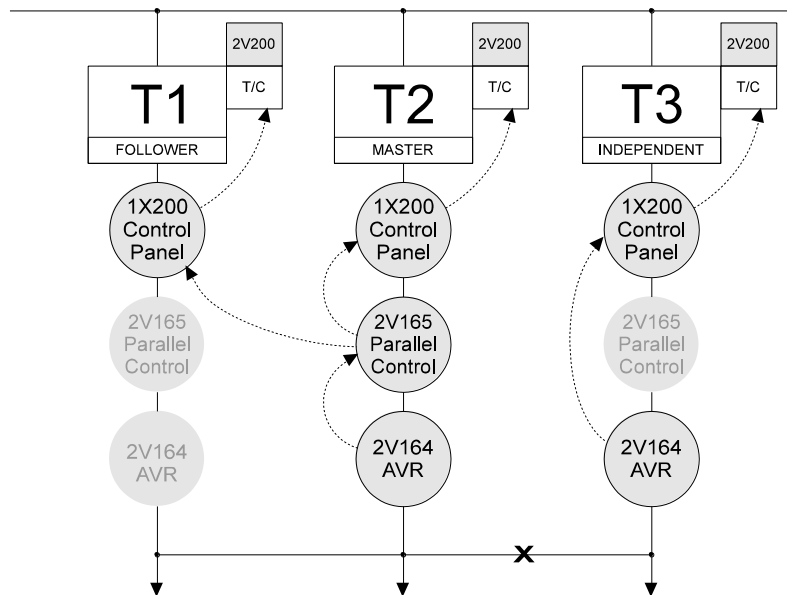 2V200
2V200
2V200
T1
T/C
T2
T/C
T3
T/C
FOLLOWER
MASTER
INDEPENDENT
1X200
Control
Panel
1X200
Control
Panel
1X200
Control
Panel
2V165
Parallel
Control
2V165
Parallel
Control
2V165
Parallel
Control
2V164
AVR
2V164
AVR
2V164
AVR
x